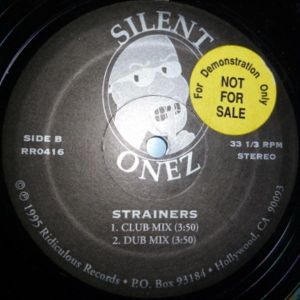 SILENT
ONEZ
For Demonstration Only
NOT
FOR
SALE
SIDE B
RR0416
33 1/3 RPM
STEREO
STRAINERS
1. CLUB MIX (3:50)
2. DUB MIX (3:50)
© ℗ 1995 Ridiculous Records • P.O. Box 93184 • Hollywood, CA 90093